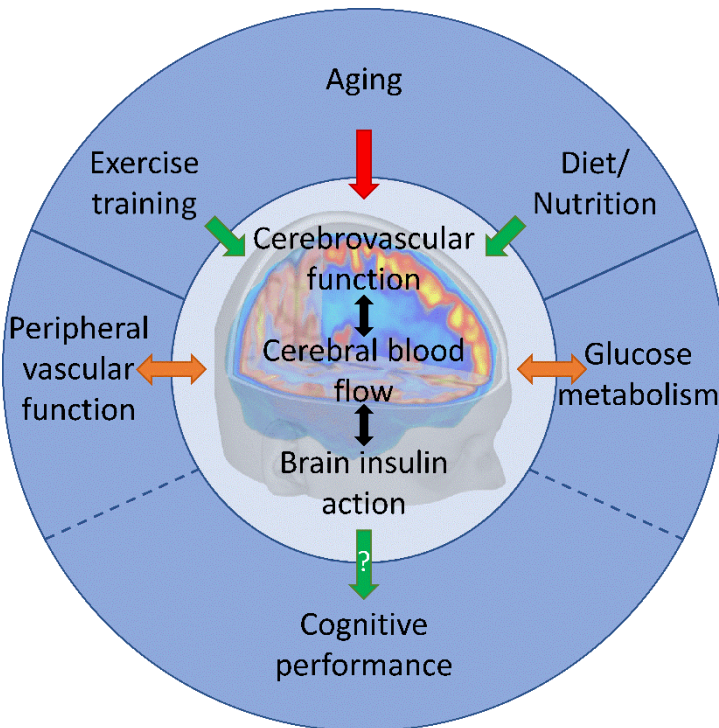 Aging
Exercise
training
Diet/
Nutrition
Cerebrovascular
function
Peripheral
vascular
function
Cerebral blood
flow
Glucose
metabolism
Brain insulin
action
?
Cognitive
performance